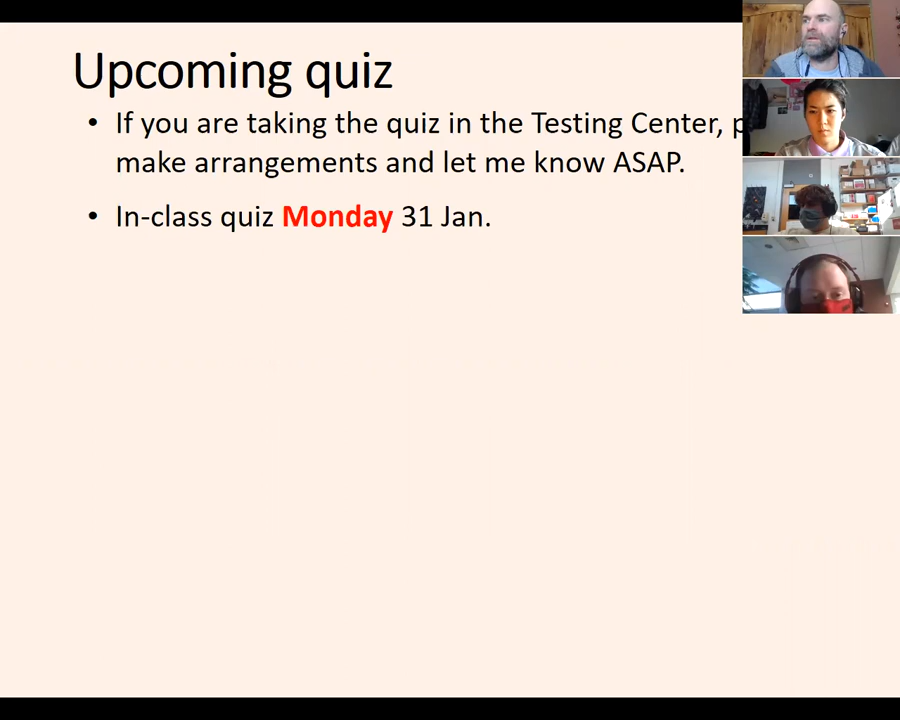 Upcoming quiz
• If you are taking the quiz in the Testing Center,
make arrangements and let me know ASAP.
• In-class quiz Monday 31 Jan.